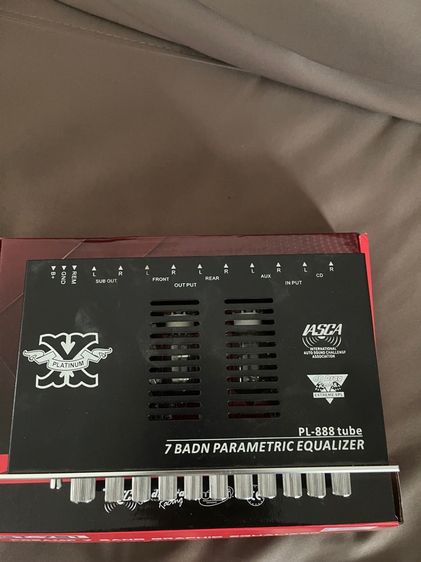 B+ GND REM L R L R L R L R L R
SUB OUT FRONT REAR AUX CD
OUT PUT IN PUT
PLATINUM
IASCA
INTERNATIONAL
AUTO SOUND CHALLENGE
ASSOCIATION
EXTREME SPL
PL-888 tube
7 BADN PARAMETRIC EQUALIZER
Racing